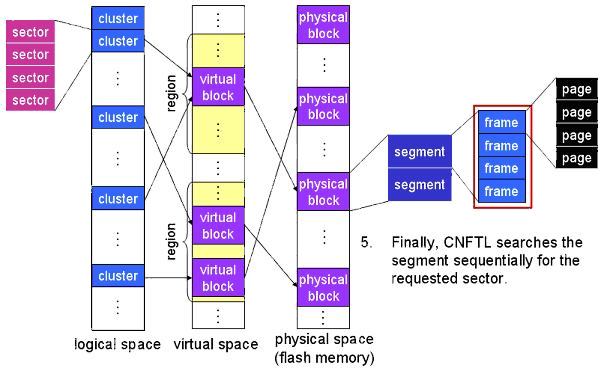 sector
sector
sector
sector
cluster
cluster
⋮
cluster
⋮
cluster
⋮
cluster
⋮
logical space
⋮
region
virtual
block
⋮
⋮
region
⋮
virtual
block
virtual
block
⋮
virtual space
physical
block
⋮
physical
block
⋮
physical
block
⋮
physical
block
⋮
physical space
(flash memory)
segment
segment
frame
frame
frame
frame
page
page
page
page
5. Finally, CNFTL searches the
segment sequentially for the
requested sector.